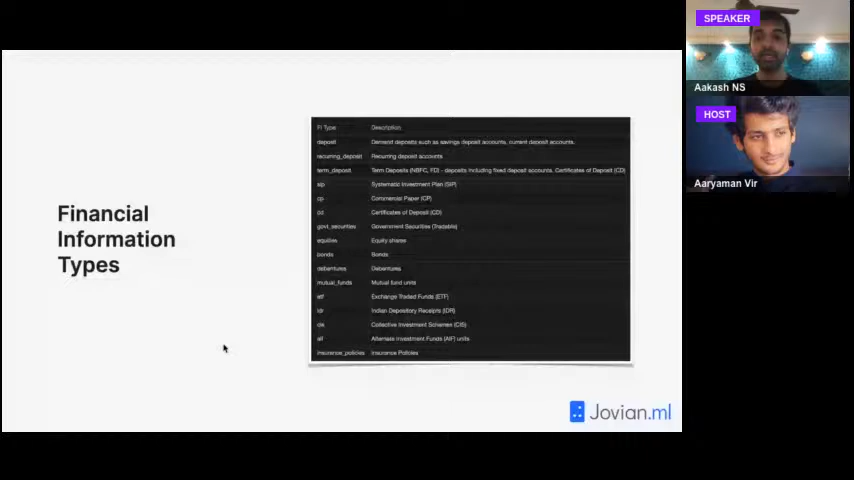 SPEAKER
Aakash NS
HOST
Aaryaman Vir
Financial
Information
Types
FI Type Description
deposit Demand deposits such as savings deposit accounts, current deposit accounts.
recurring_deposit Recurring deposit accounts
term_deposit Term Deposits (NBFC, FD) - deposits including fixed deposit accounts. Certificates of Deposit (CD)
sip Systematic Investment Plan (SIP)
cp Commercial Paper (CP)
cd Certificates of Deposit (CD)
govt_securities Government Securities (Tradable)
equities Equity shares
bonds Bonds
debentures Debentures
mutual_funds Mutual fund units
etf Exchange Traded Funds (ETF)
idr Indian Depository Receipts (IDR)
cis Collective Investment Schemes (CIS)
aif Alternate Investment Funds (AIF) units
insurance_policies Insurance Policies
Jovian.ml